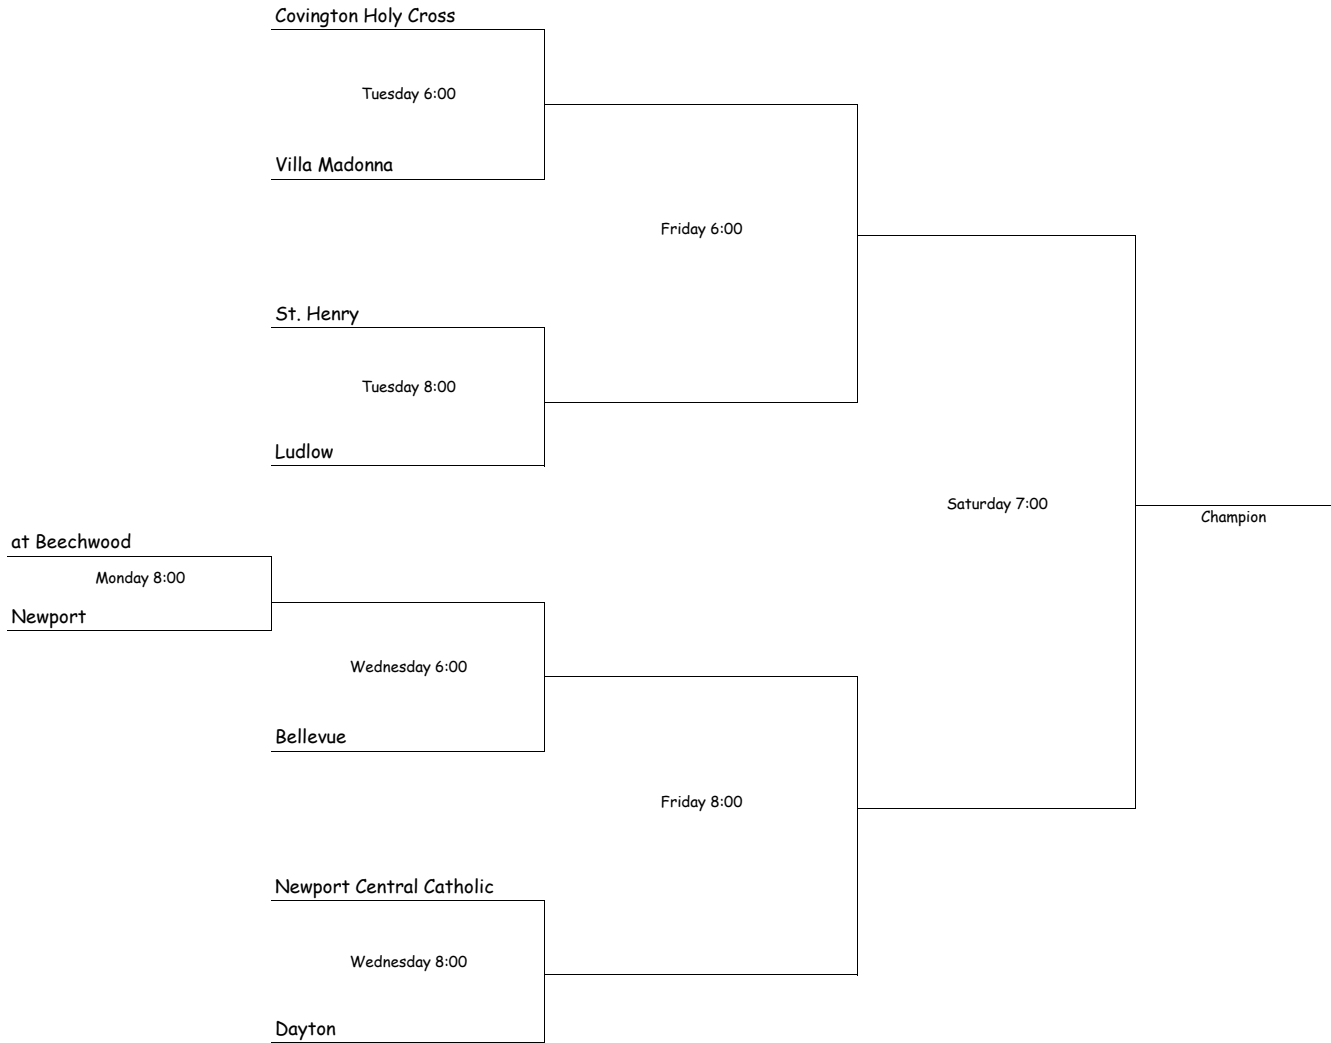 Covington Holy Cross
Tuesday 6:00
Villa Madonna
Friday 6:00
St. Henry
Tuesday 8:00
Ludlow
Saturday 7:00
Champion
at Beechwood
Monday 8:00
Newport
Wednesday 6:00
Bellevue
Friday 8:00
Newport Central Catholic
Wednesday 8:00
Dayton